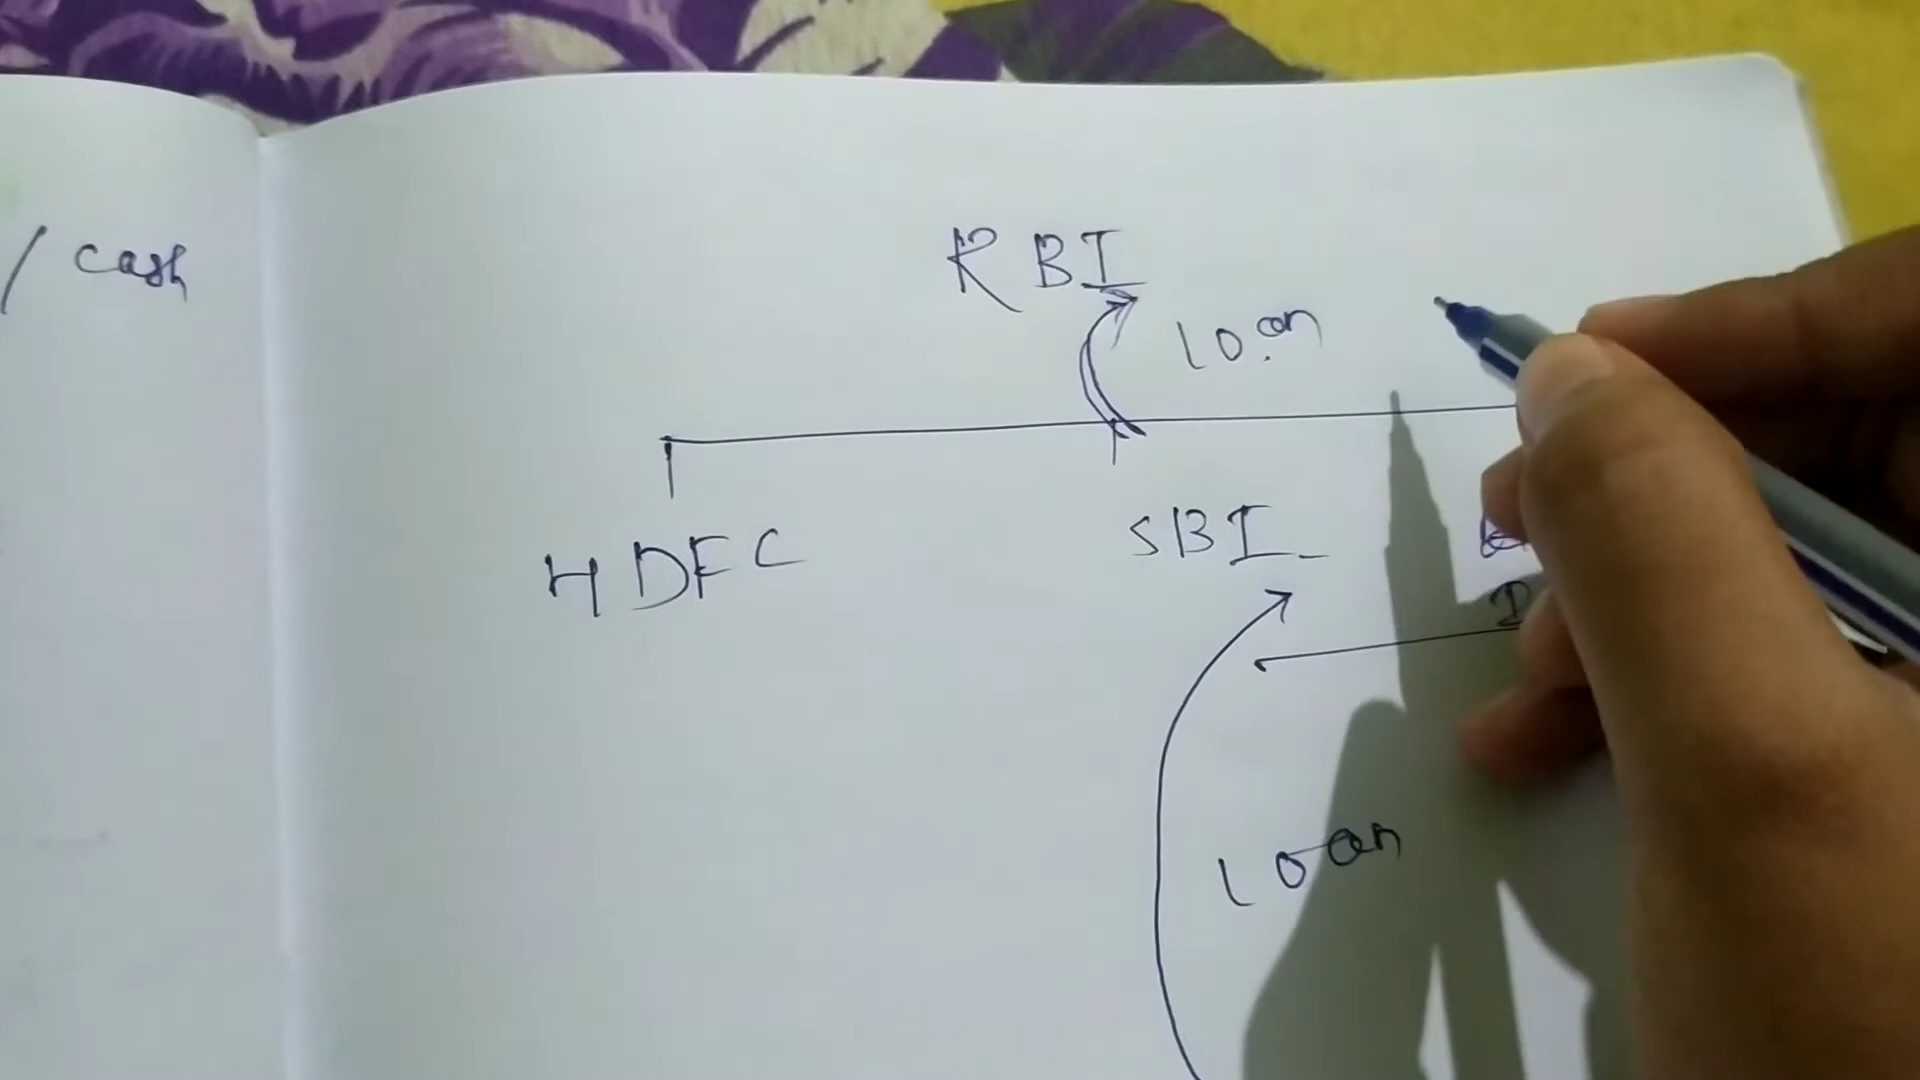 / cash
RBI
loan
HDFC
SBI
loan